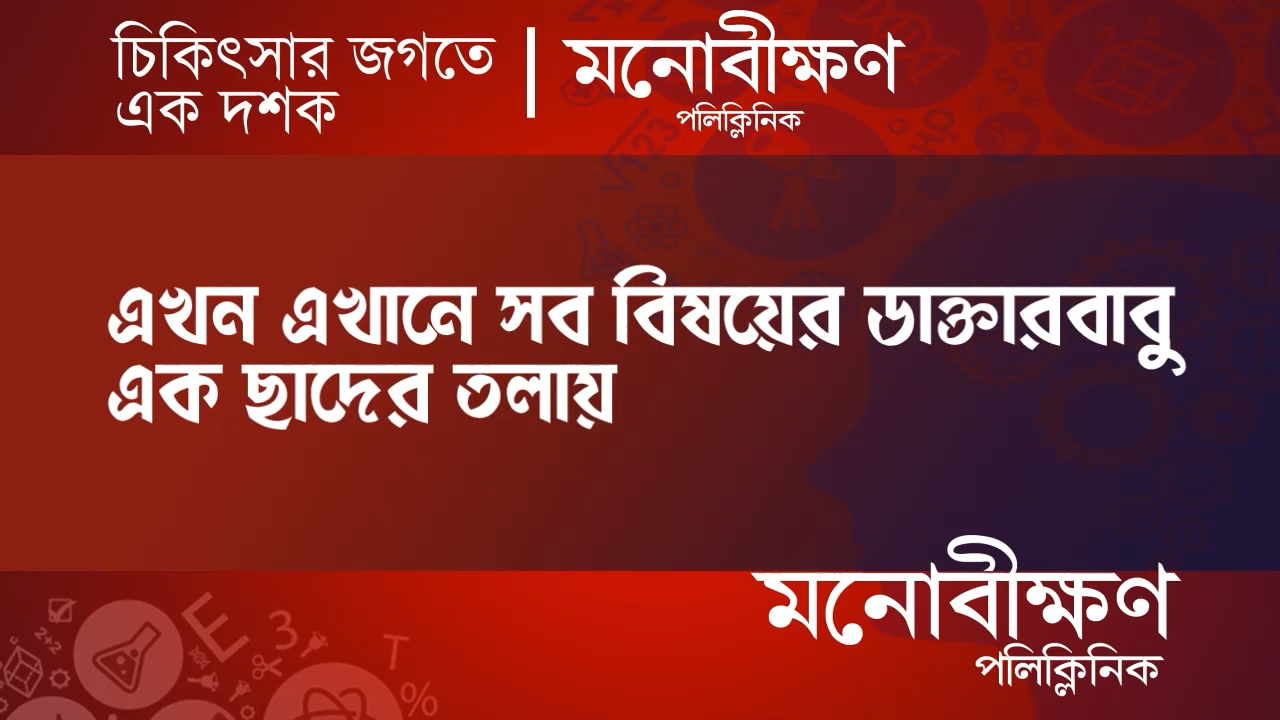 চিকিৎসার জগতে
এক দশক
মনোবীক্ষণ
পলিক্লিনিক
এখন এখানে সব বিষয়ের ডাক্তারবাবু
এক ছাদের তলায়
মনোবীক্ষণ
পলিক্লিনিক